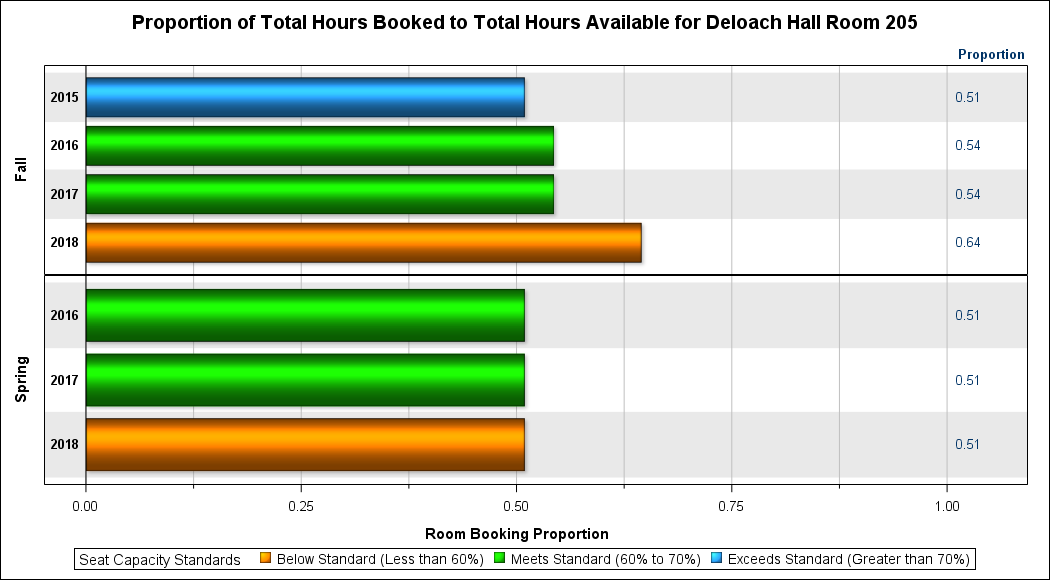 Proportion of Total Hours Booked to Total Hours Available for Deloach Hall Room 205
Proportion
Fall
2015 0.51
2016 0.54
2017 0.54
2018 0.64
Spring
2016 0.51
2017 0.51
2018 0.51
0.00 0.25 0.50 0.75 1.00
Room Booking Proportion
Seat Capacity Standards Below Standard (Less than 60%) Meets Standard (60% to 70%) Exceeds Standard (Greater than 70%)